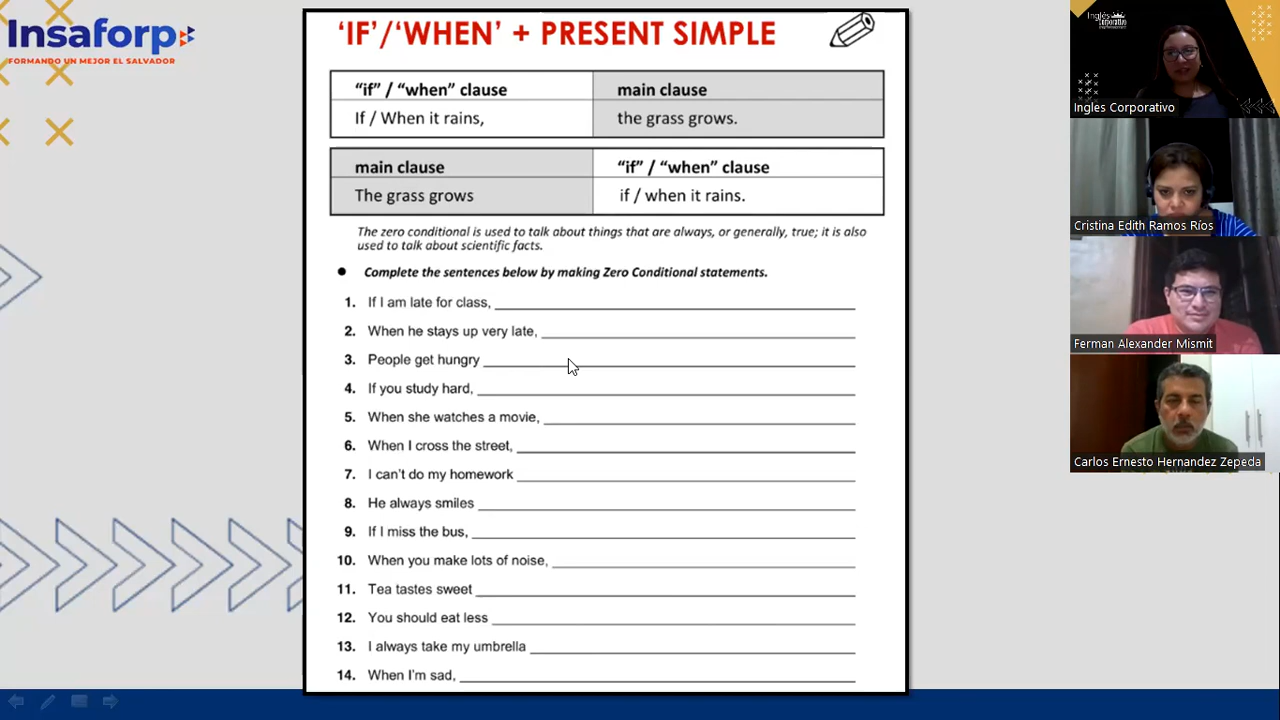 Insaforp
FORMANDO UN MEJOR EL SALVADOR
'IF'/'WHEN' + PRESENT SIMPLE
"if" / "when" clause
main clause
If / When it rains,
the grass grows.
main clause
"if" / "when" clause
The grass grows
if / when it rains.
The zero conditional is used to talk about things that are always, or generally, true; it is also
used to talk about scientific facts.
● Complete the sentences below by making Zero Conditional statements.
1. If I am late for class,
2. When he stays up very late,
3. People get hungry
4. If you study hard,
5. When she watches a movie,
6. When I cross the street,
7. I can't do my homework
8. He always smiles
9. If I miss the bus,
10. When you make lots of noise,
11. Tea tastes sweet
12. You should eat less
13. I always take my umbrella
14. When I'm sad,
Inglés
Corporativo
Ingles Corporativo
Cristina Edith Ramos Ríos
Ferman Alexander Mismit
Carlos Ernesto Hernandez Zepeda